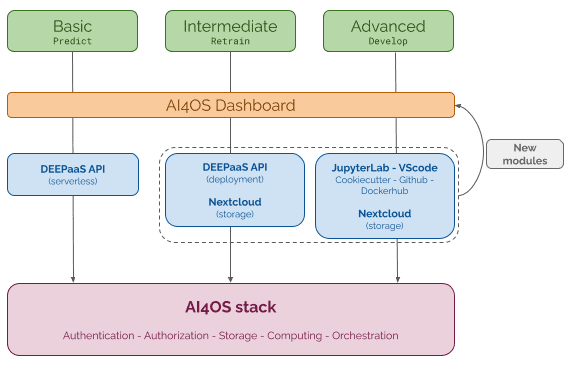 Basic
Predict
Intermediate
Retrain
Advanced
Develop
AI4OS Dashboard
New
modules
DEEPaaS API
(serverless)
DEEPaaS API
(deployment)
Nextcloud
(storage)
JupyterLab - VScode
Cookiecutter - Github -
Dockerhub
Nextcloud
(storage)
AI4OS stack
Authentication - Authorization - Storage - Computing - Orchestration